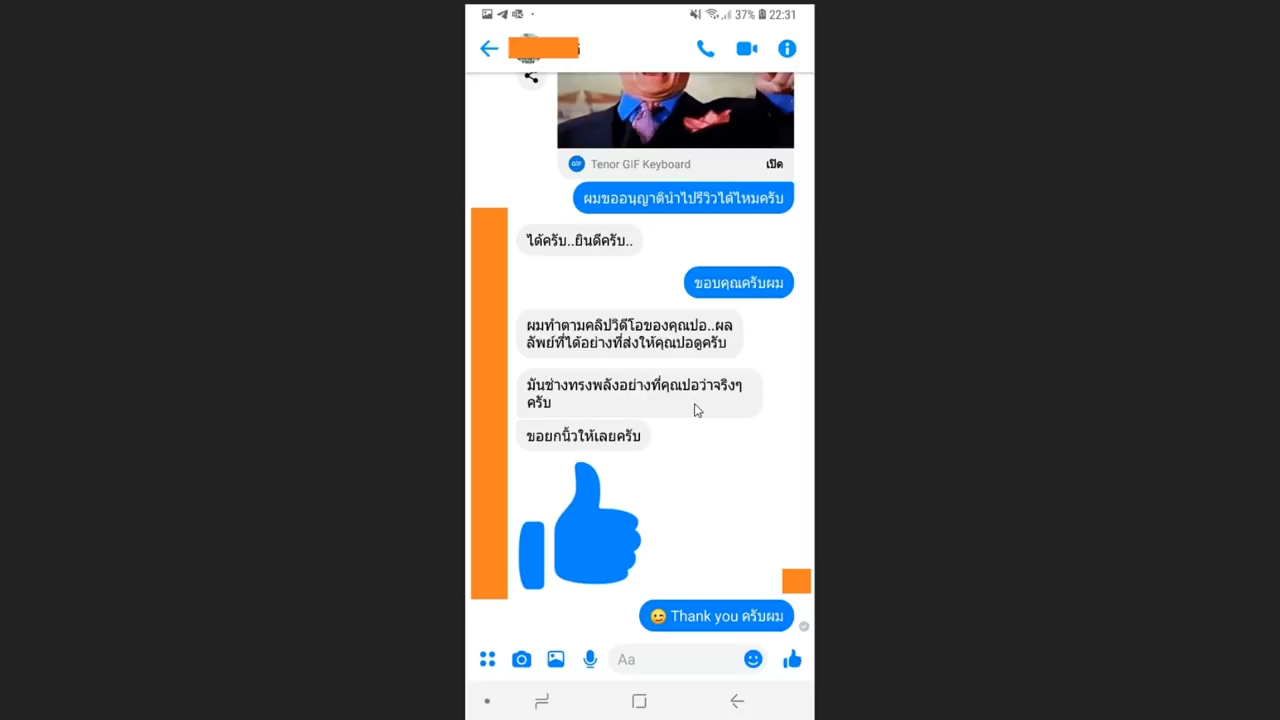 37% 22:31
Tenor GIF Keyboard เปิด
ผมขออนุญาตินำไปรีวิวได้ไหมครับ
ได้ครับ..ยินดีครับ..
ขอบคุณครับผม
ผมทำตามคลิปวิดีโอของคุณปอ..ผล
ลัพย์ที่ได้อย่างที่ส่งให้คุณปอดูครับ
มันช่างทรงพลังอย่างที่คุณปอว่าจริงๆ
ครับ
ขอยกนิ้วให้เลยครับ
😉 Thank you ครับผม
Aa